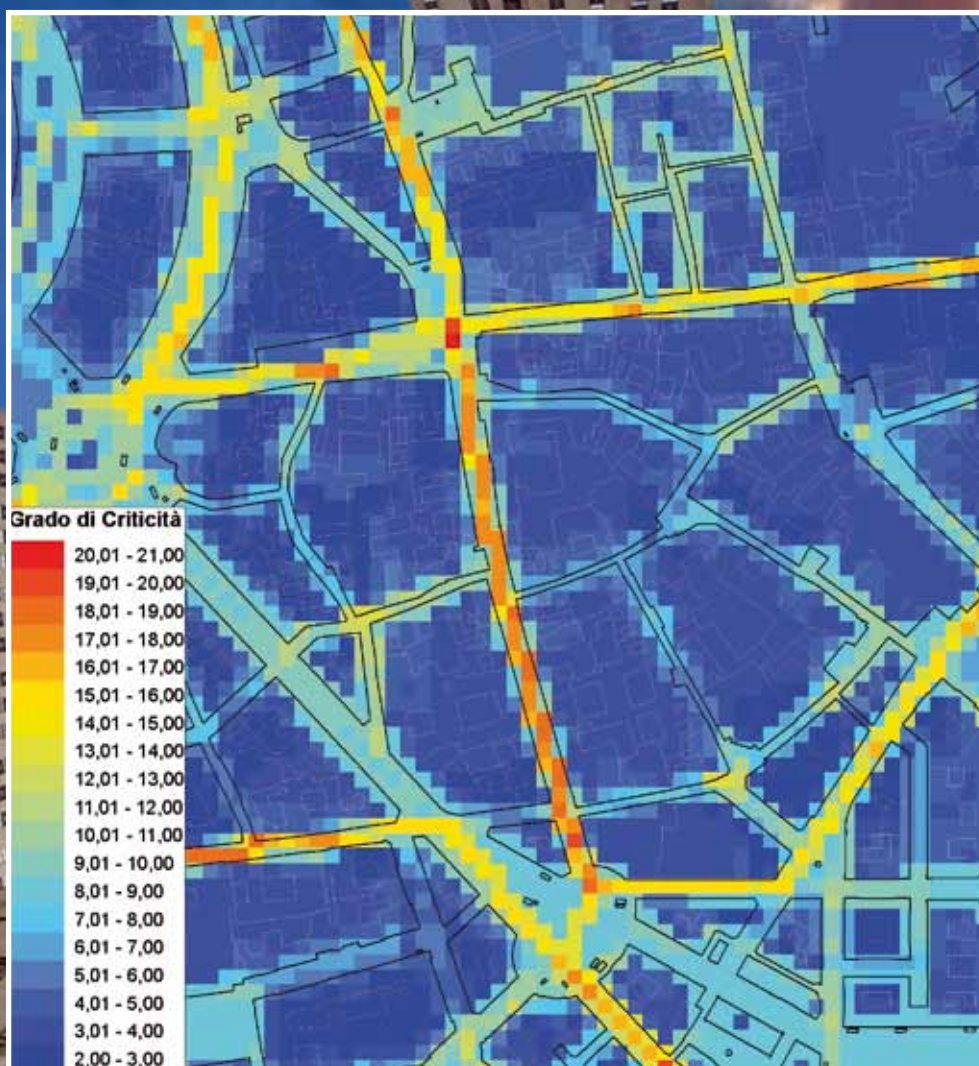 Grado di Criticità
20,01 - 21,00
19,01 - 20,00
18,01 - 19,00
17,01 - 18,00
16,01 - 17,00
15,01 - 16,00
14,01 - 15,00
13,01 - 14,00
12,01 - 13,00
11,01 - 12,00
10,01 - 11,00
9,01 - 10,00
8,01 - 9,00
7,01 - 8,00
6,01 - 7,00
5,01 - 6,00
4,01 - 5,00
3,01 - 4,00
2,00 - 3,00